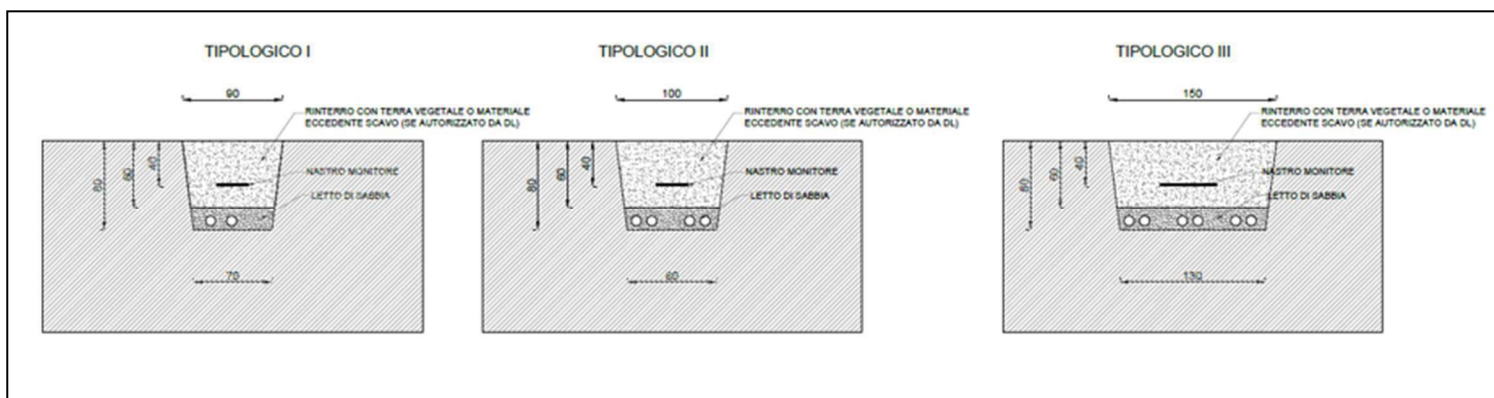 TIPOLOGICO I
90
RINTERRO CON TERRA VEGETALE O MATERIALE
ECCEDENTE SCAVO (SE AUTORIZZATO DA DL)
80
60
40
NASTRO MONITORE
LETTO DI SABBIA
70
TIPOLOGICO II
100
RINTERRO CON TERRA VEGETALE O MATERIALE
ECCEDENTE SCAVO (SE AUTORIZZATO DA DL)
80
60
40
NASTRO MONITORE
LETTO DI SABBIA
80
TIPOLOGICO III
150
RINTERRO CON TERRA VEGETALE O MATERIALE
ECCEDENTE SCAVO (SE AUTORIZZATO DA DL)
80
60
40
NASTRO MONITORE
LETTO DI SABBIA
130